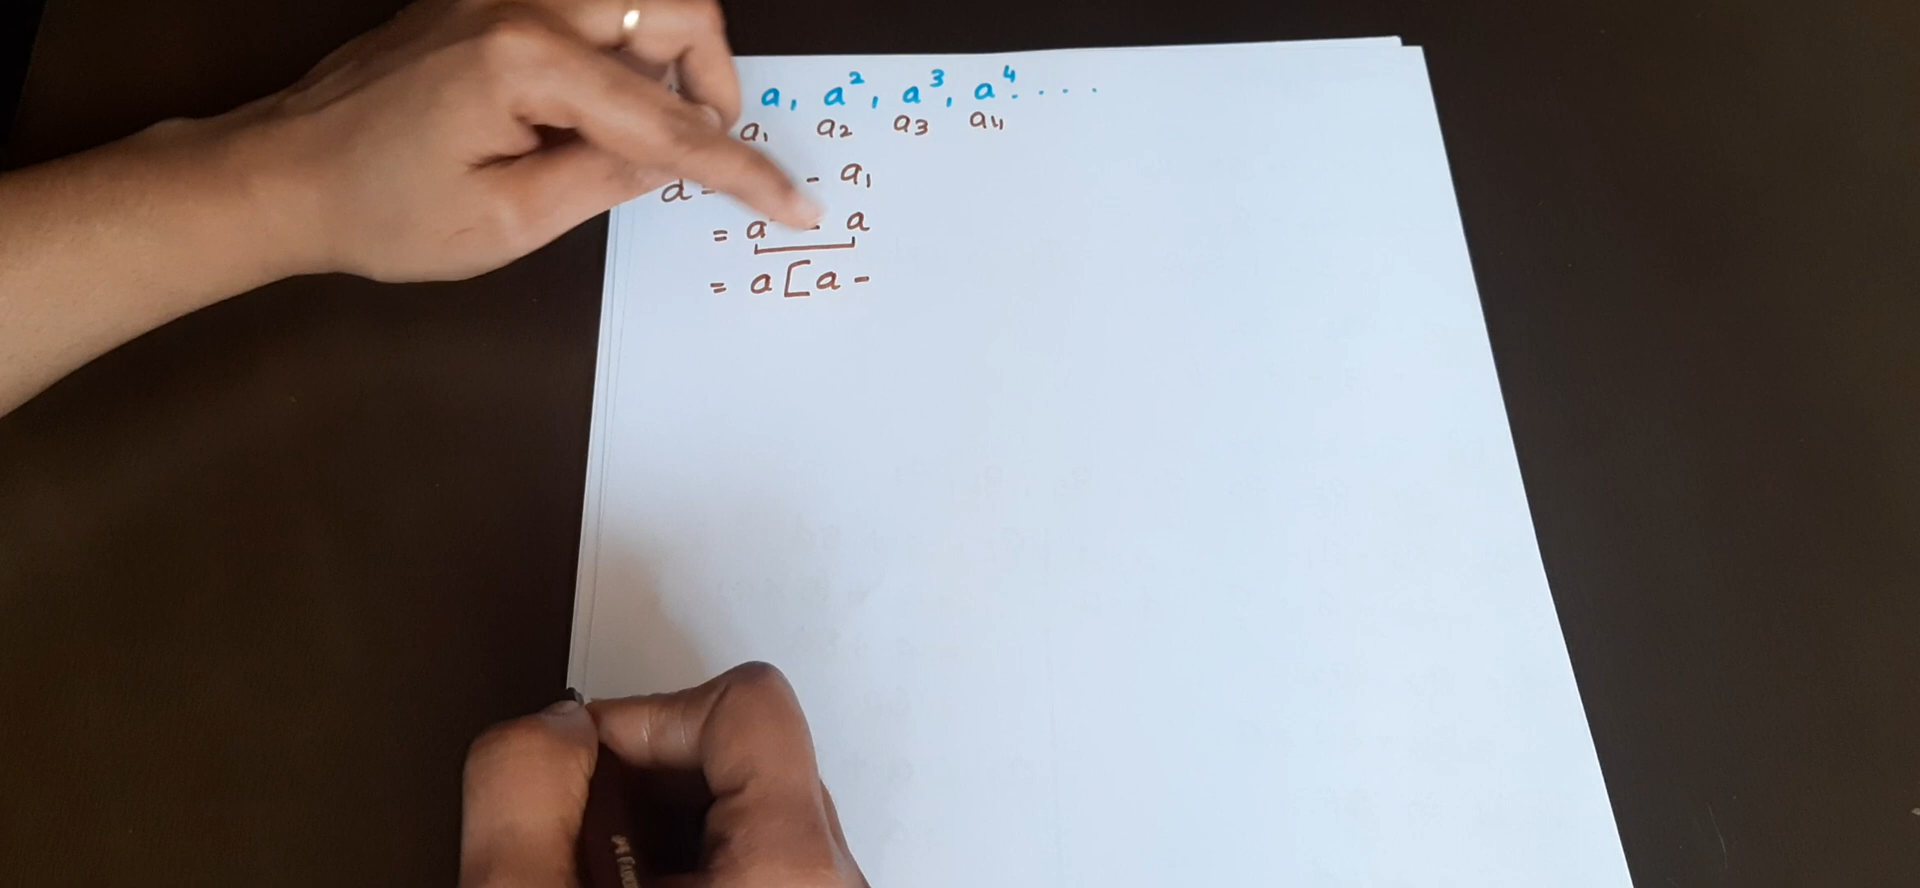 a, a², a³, a⁴ . . . .
a₁ a₂ a₃ a₄
d = - a₁
= a - a
= a [ a -